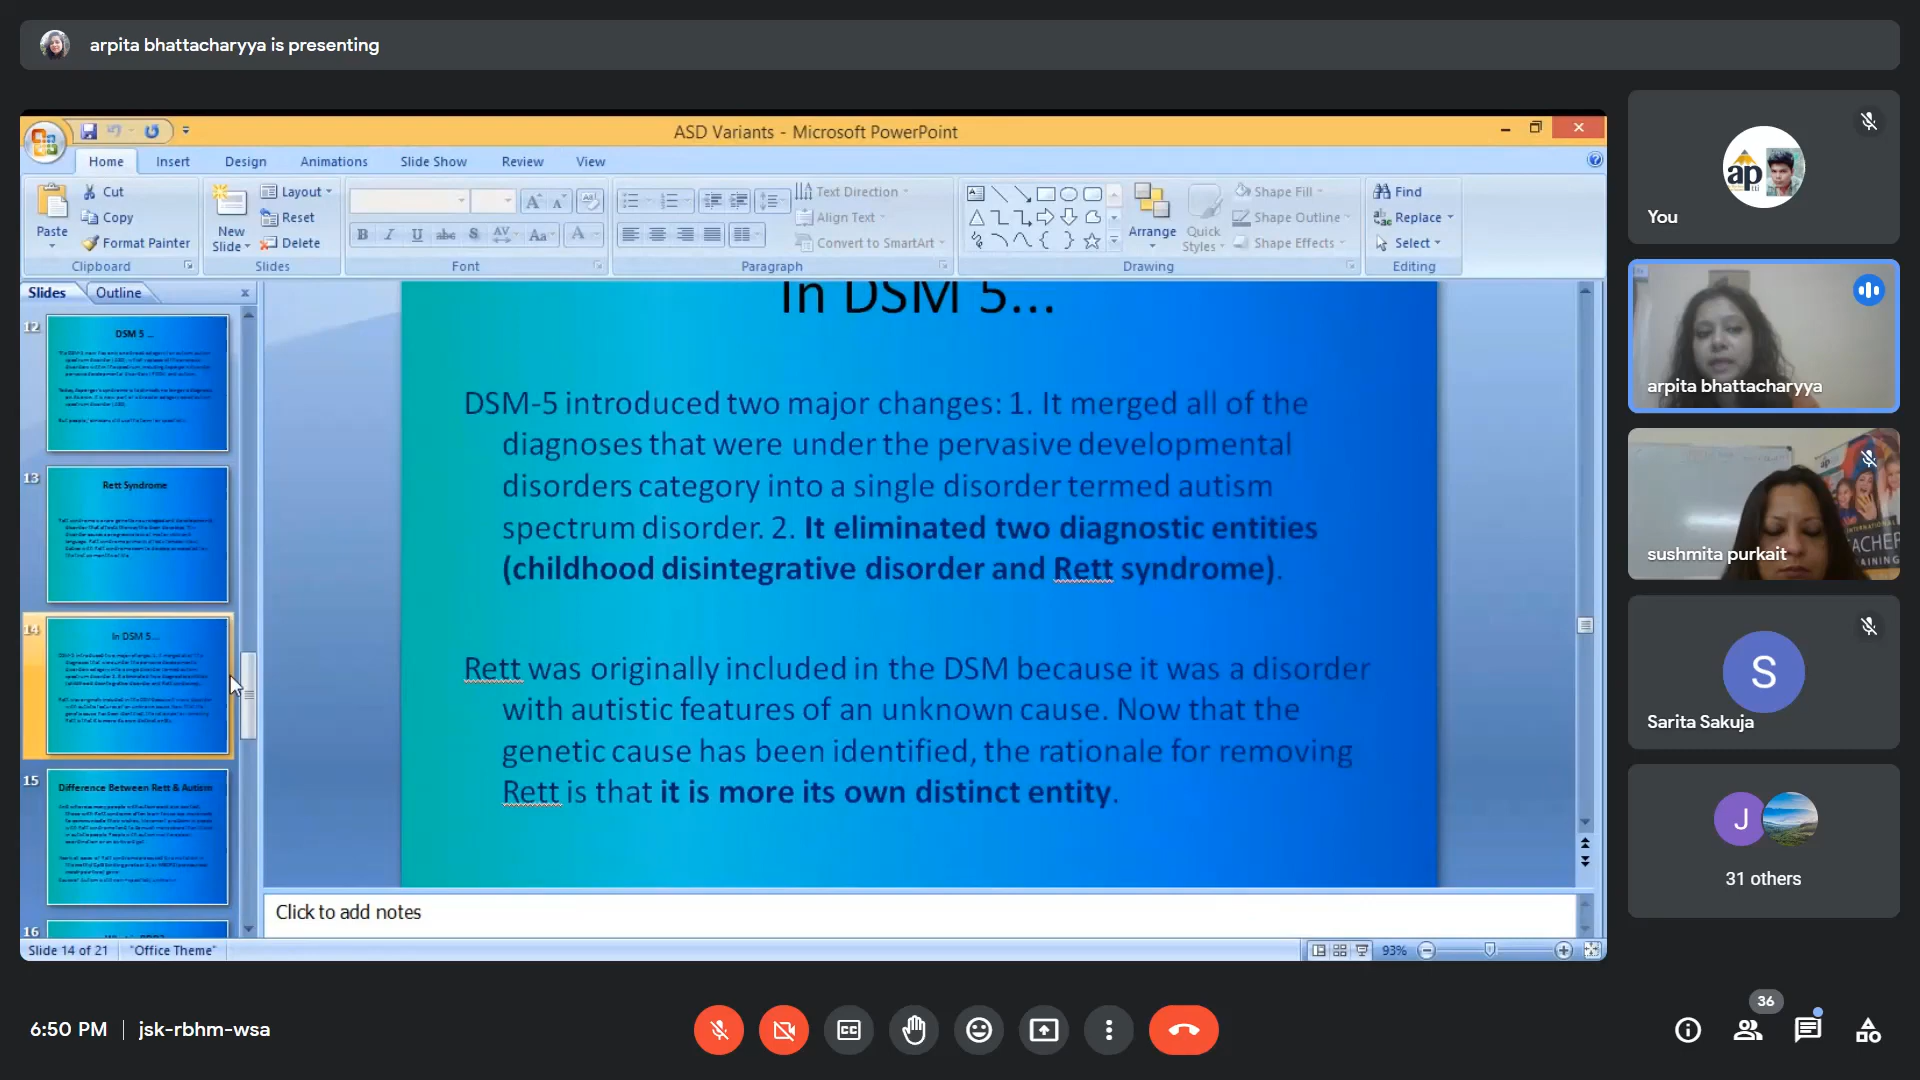 arpita bhattacharyya is presenting
ASD Variants - Microsoft PowerPoint
Home Insert Design Animations Slide Show Review View
Paste
Cut
Copy
Format Painter
Clipboard
New Slide
Layout
Reset
Delete
Slides
B I U abc S AV Aa A
Font
Text Direction
Align Text
Convert to SmartArt
Paragraph
Arrange
Quick Styles
Shape Fill
Shape Outline
Shape Effects
Drawing
Find
Replace
Select
Editing
Slides Outline x
12
DSM 5 ...
13
Rett Syndrome
14
In DSM 5...
15
Difference Between Rett & Autism
16
In DSM 5...
DSM-5 introduced two major changes: 1. It merged all of the
diagnoses that were under the pervasive developmental
disorders category into a single disorder termed autism
spectrum disorder. 2. It eliminated two diagnostic entities
(childhood disintegrative disorder and Rett syndrome).
Rett was originally included in the DSM because it was a disorder
with autistic features of an unknown cause. Now that the
genetic cause has been identified, the rationale for removing
Rett is that it is more its own distinct entity.
Click to add notes
Slide 14 of 21 "Office Theme" 93%
ap
tti
You
arpita bhattacharyya
INTERNATIONAL
TEACHER
TRAINING
sushmita purkait
S
Sarita Sakuja
J
31 others
6:50 PM | jsk-rbhm-wsa
CC
36